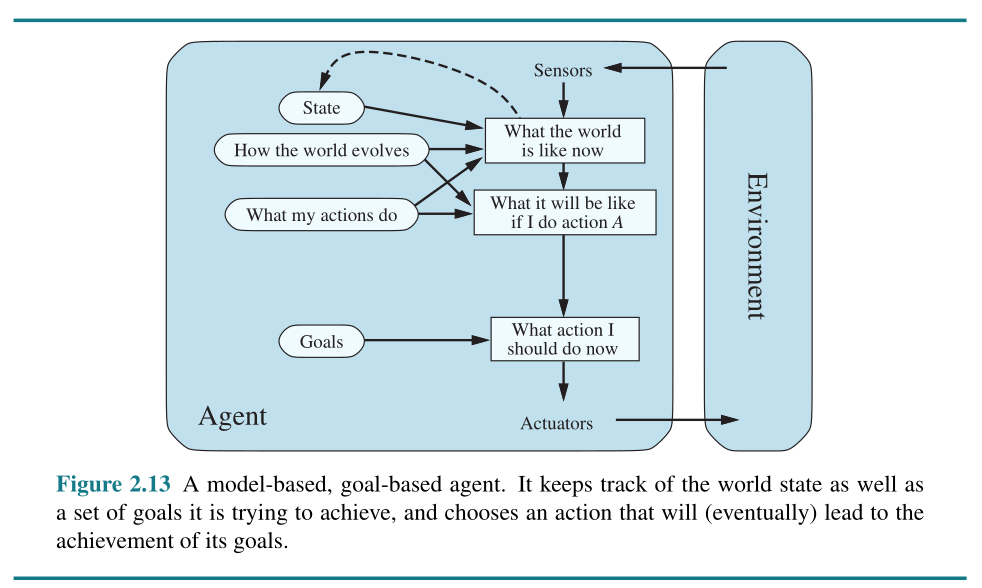 Sensors
State
What the world
is like now
How the world evolves
What it will be like
if I do action A
What my actions do
Environment
What action I
should do now
Goals
Agent
Actuators
Figure 2.13 A model-based, goal-based agent. It keeps track of the world state as well as
a set of goals it is trying to achieve, and chooses an action that will (eventually) lead to the
achievement of its goals.